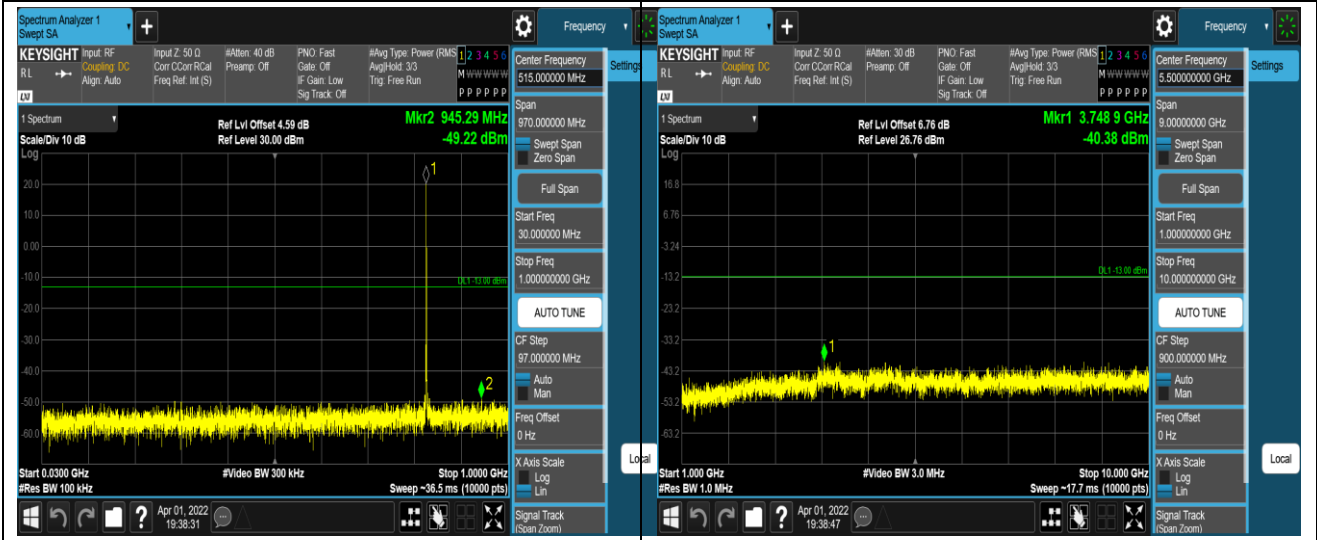 Spectrum Analyzer 1
Swept SA
Frequency
Settings
KEYSIGHT
RL
LXI
Input: RF
Coupling: DC
Align: Auto
Input Z: 50 Ω
Corr CCorr RCal
Freq Ref: Int (S)
#Atten: 40 dB
Preamp: Off
PNO: Fast
Gate: Off
IF Gain: Low
Sig Track: Off
#Avg Type: Power (RMS
Avg|Hold: 3/3
Trig: Free Run
1 2 3 4 5 6
M W W W W W
P P P P P P
1 Spectrum
Scale/Div 10 dB
Log
Ref Lvl Offset 4.59 dB
Ref Level 30.00 dBm
Mkr2 945.29 MHz
-49.22 dBm
20.0
10.0
0.00
-10.0
-20.0
-30.0
-40.0
-50.0
-60.0
1
DL1 -13.00 dBm
2
Start 0.0300 GHz
#Res BW 100 kHz
#Video BW 300 kHz
Stop 1.0000 GHz
Sweep ~36.5 ms (10000 pts)
Center Frequency
515.000000 MHz
Span
970.000000 MHz
Swept Span
Zero Span
Full Span
Start Freq
30.000000 MHz
Stop Freq
1.000000000 GHz
AUTO TUNE
CF Step
97.000000 MHz
Auto
Man
Freq Offset
0 Hz
X Axis Scale
Log
Lin
Signal Track
(Span Zoom)
Local
?
Apr 01, 2022
19:38:31
Spectrum Analyzer 1
Swept SA
Frequency
Settings
KEYSIGHT
RL
LXI
Input: RF
Coupling: DC
Align: Auto
Input Z: 50 Ω
Corr CCorr RCal
Freq Ref: Int (S)
#Atten: 30 dB
Preamp: Off
PNO: Fast
Gate: Off
IF Gain: Low
Sig Track: Off
#Avg Type: Power (RMS
Avg|Hold: 3/3
Trig: Free Run
1 2 3 4 5 6
M W W W W W
P P P P P P
1 Spectrum
Scale/Div 10 dB
Log
Ref Lvl Offset 6.76 dB
Ref Level 26.76 dBm
Mkr1 3.748 9 GHz
-40.38 dBm
16.8
6.76
-3.24
-13.2
-23.2
-33.2
-43.2
-53.2
-63.2
DL1 -13.00 dBm
1
Start 1.000 GHz
#Res BW 1.0 MHz
#Video BW 3.0 MHz
Stop 10.000 GHz
Sweep ~17.7 ms (10000 pts)
Center Frequency
5.500000000 GHz
Span
9.00000000 GHz
Swept Span
Zero Span
Full Span
Start Freq
1.000000000 GHz
Stop Freq
10.000000000 GHz
AUTO TUNE
CF Step
900.000000 MHz
Auto
Man
Freq Offset
0 Hz
X Axis Scale
Log
Lin
Signal Track
(Span Zoom)
Local
?
Apr 01, 2022
19:38:47